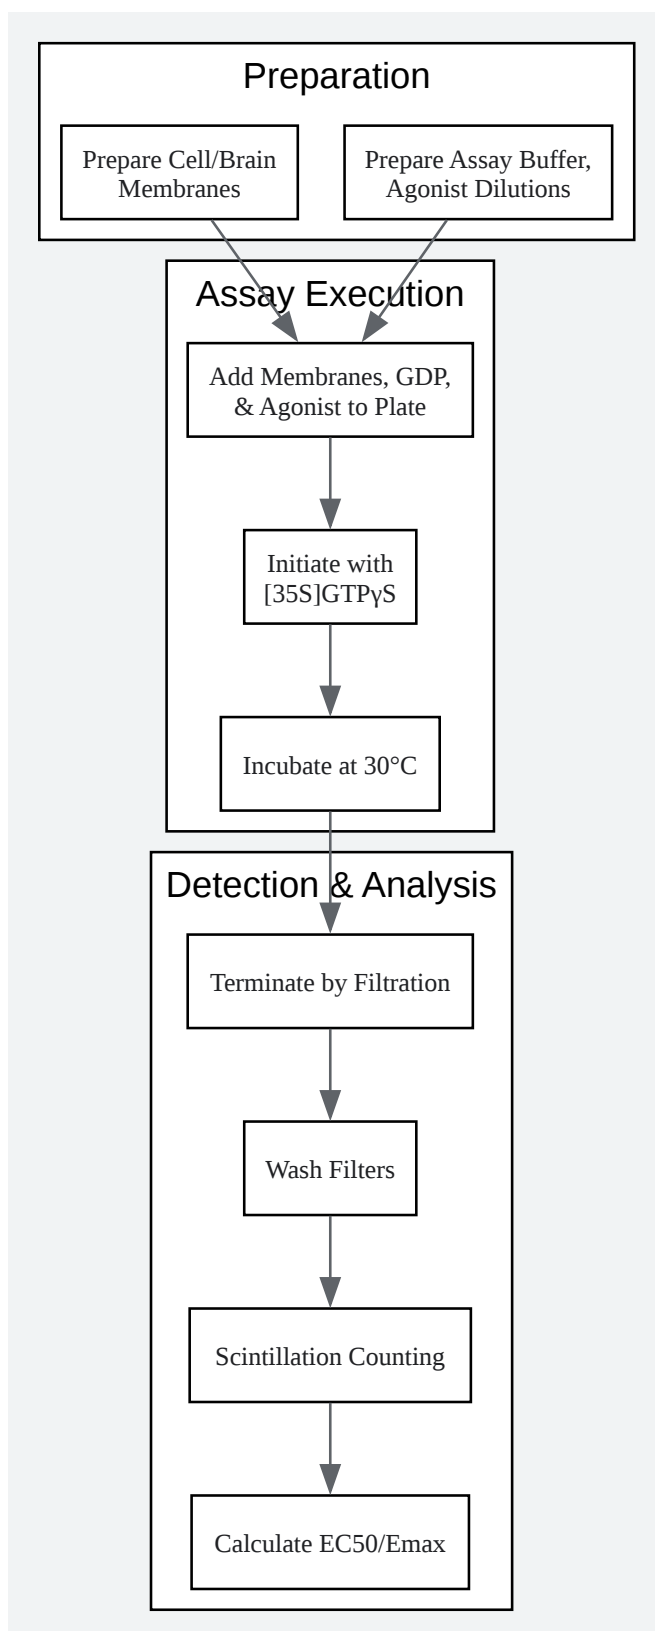 Preparation
Prepare Cell/Brain
Membranes
Prepare Assay Buffer,
Agonist Dilutions
Assay Execution
Add Membranes, GDP,
& Agonist to Plate
Initiate with
[35S]GTPγS
Incubate at 30°C
Detection & Analysis
Terminate by Filtration
Wash Filters
Scintillation Counting
Calculate EC50/Emax